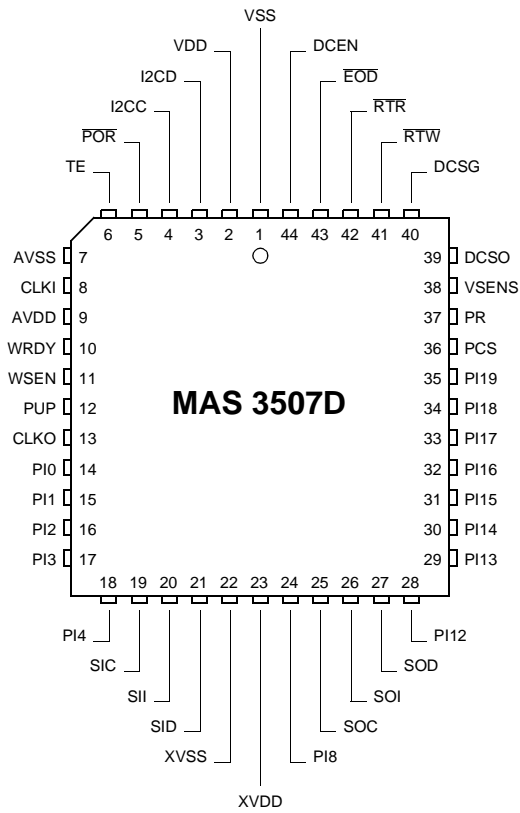 VSS
VDD DCEN
I2CD E̅O̅D̅
I2CC R̅T̅R̅
P̅O̅R̅ R̅T̅W̅
TE DCSG
6 5 4 3 2 1 44 43 42 41 40
AVSS 7 39 DCSO
CLKI 8 38 VSENS
AVDD 9 37 PR
WRDY 10 36 PCS
WSEN 11 35 PI19
PUP 12 34 PI18
CLKO 13 33 PI17
PI0 14 32 PI16
PI1 15 31 PI15
PI2 16 30 PI14
PI3 17 29 PI13
MAS 3507D
18 19 20 21 22 23 24 25 26 27 28
PI4 PI12
SIC SOD
SII SOI
SID SOC
XVSS PI8
XVDD